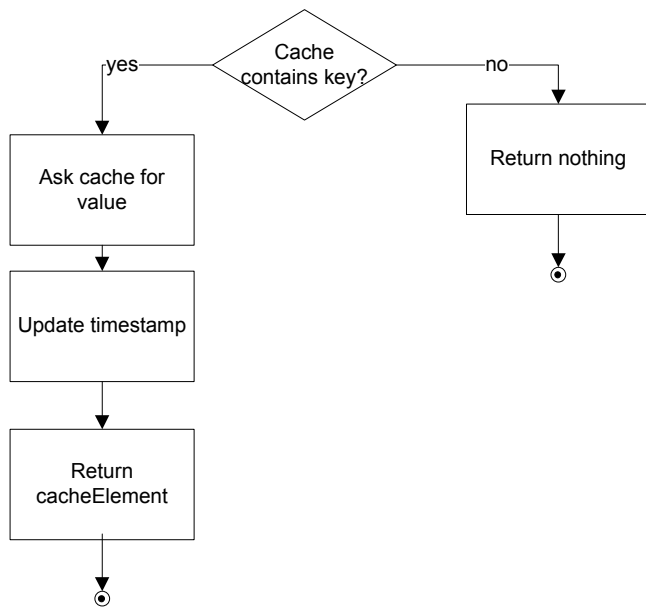 Cache
contains key?
yes
no
Ask cache for
value
Return nothing
Update timestamp
Return
cacheElement